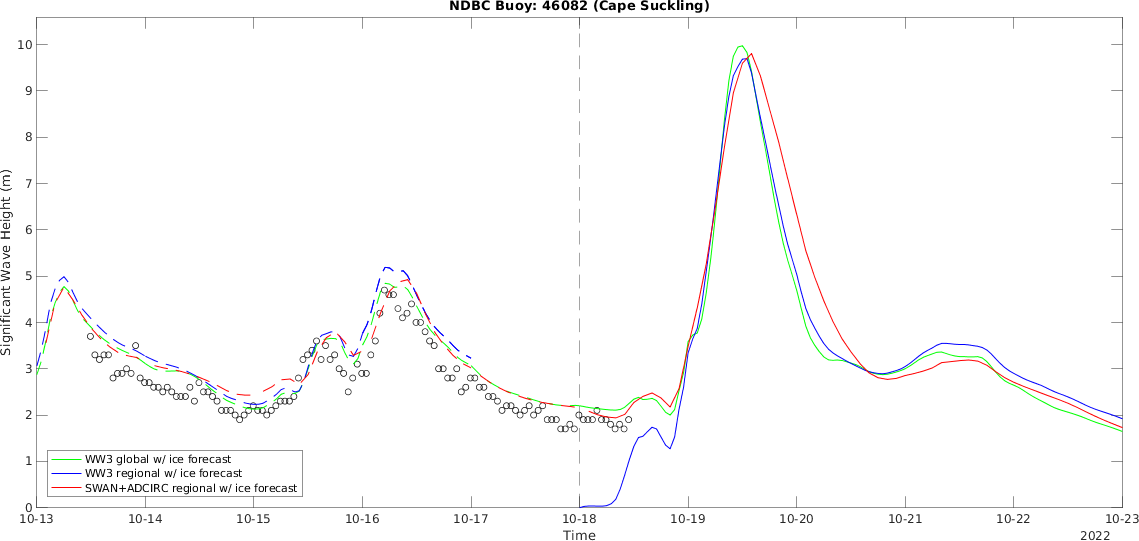 NDBC Buoy: 46082 (Cape Suckling)
Significant Wave Height (m)
10
9
8
7
6
5
4
3
2
1
0
WW3 global w/ ice forecast
WW3 regional w/ ice forecast
SWAN+ADCIRC regional w/ ice forecast
10-13 10-14 10-15 10-16 10-17 10-18 10-19 10-20 10-21 10-22 10-23
Time
2022